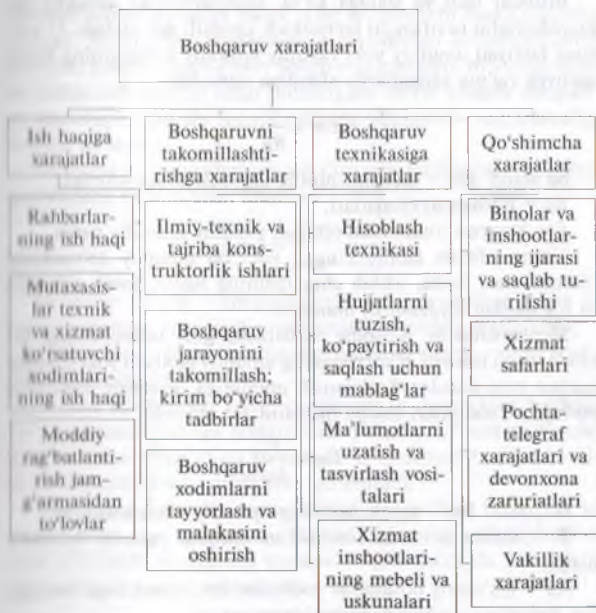 Boshqaruv xarajatlari
Ish haqiga
xarajatlar
Rahbarlar-
ning ish haqi
Mutaxasis-
lar texnik
va xizmat
ko‘rsatuvchi
xodimlari-
ning ish haqi
Moddiy
rag‘batlanti-
rish jam-
g‘armasidan
to‘lovlar
Boshqaruvni
takomillashti-
rishga xarajatlar
Ilmiy-texnik va
tajriba kons-
truktorlik ishlari
Boshqaruv
jarayonini
takomillash:
kirim bo‘yicha
tadbirlar
Boshqaruv
xodimlarni
tayyorlash va
malakasini
oshirish
Boshqaruv
texnikasiga
xarajatlar
Hisoblash
texnikasi
Hujjatlarni
tuzish,
ko‘paytirish va
saqlash uchun
mablag‘lar
Ma’lumotlarni
uzatish va
tasvirlash vosi-
talari
Xizmat
inshootlari-
ning mebeli va
uskunalari
Qo‘shimcha
xarajatlar
Binolar va
inshootlar-
ning ijarasi
va saqlab tu-
rilishi
Xizmat
safarlari
Pochta-
telegraf
xarajatlari va
devonxona
zaruriatlari
Vakillik
xarajatlari